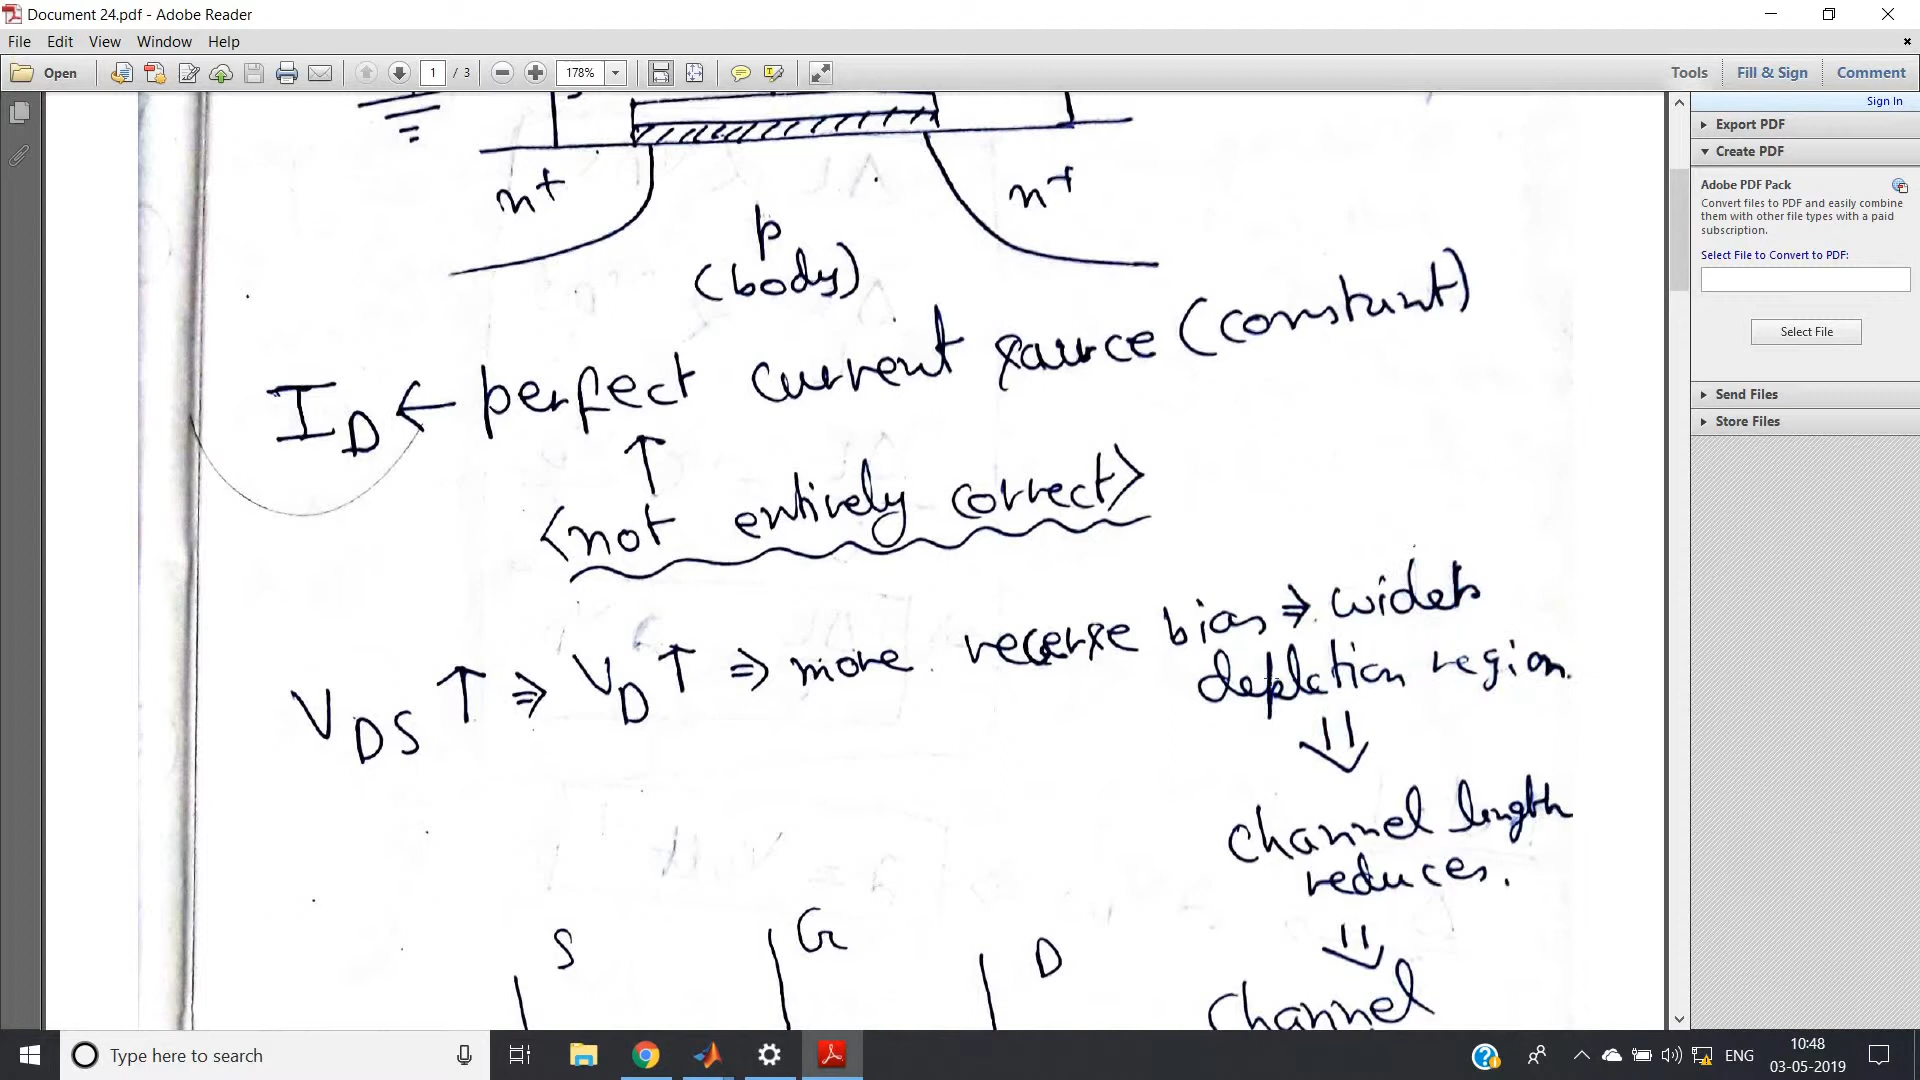 Document 24.pdf - Adobe Reader
File Edit View Window Help
Open 1 / 3 178% Tools Fill & Sign Comment
Sign In
Export PDF
Create PDF
Adobe PDF Pack
Convert files to PDF and easily combine
them with other file types with a paid
subscription.
Select File to Convert to PDF:
Select File
Send Files
Store Files
n+ n+
p
(body)
I_D ← perfect current source (constant)
↑
<not entirely correct>
V_DS ↑ ⇒ V_D ↑ ⇒ more reverse bias ⇒ widets
depletion region.
⇓
channel length
reduces.
⇓
S G D
Channel
Type here to search
ENG
10:48
03-05-2019